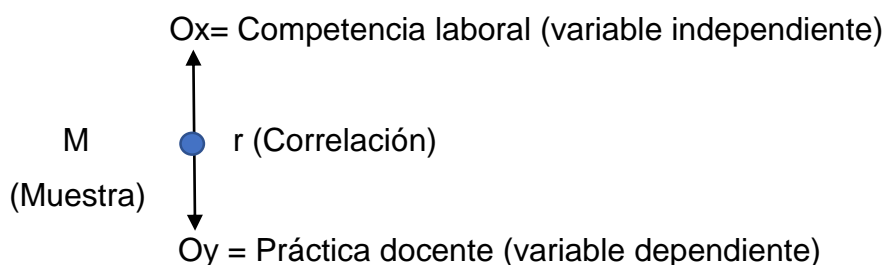 Ox= Competencia laboral (variable independiente)
M
r (Correlación)
(Muestra)
Oy = Práctica docente (variable dependiente)